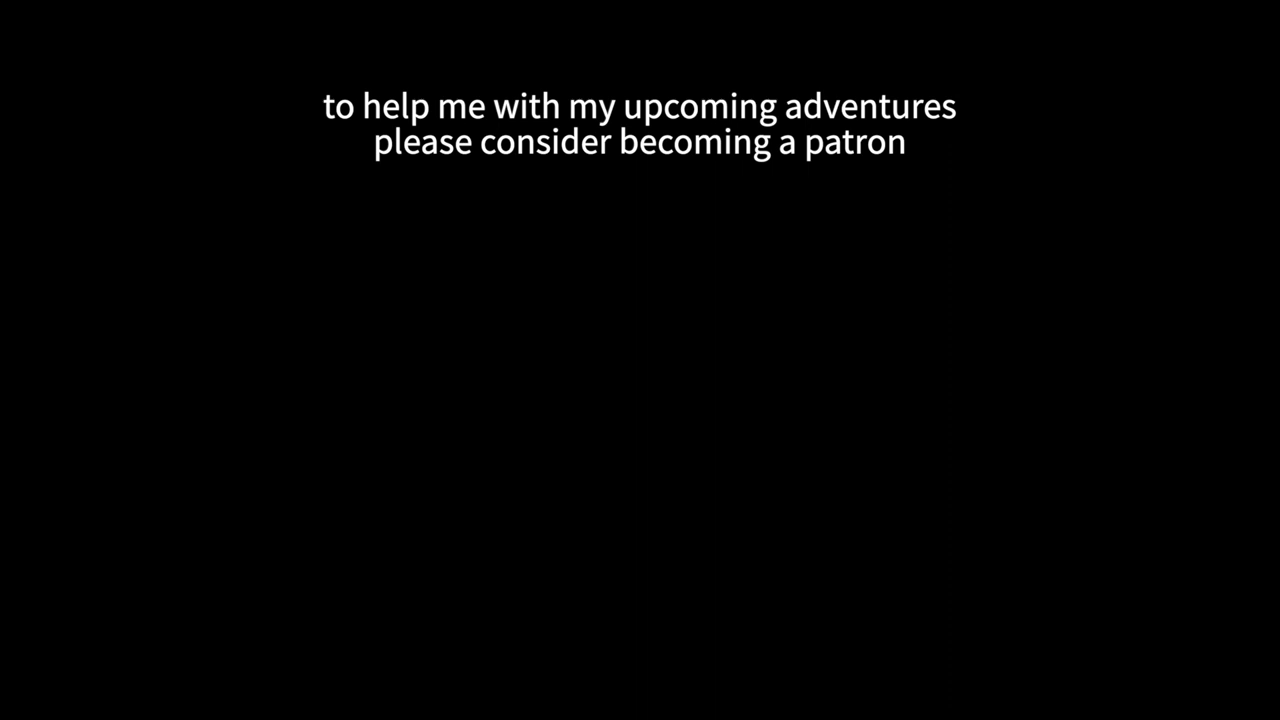 to help me with my upcoming adventures
please consider becoming a patron